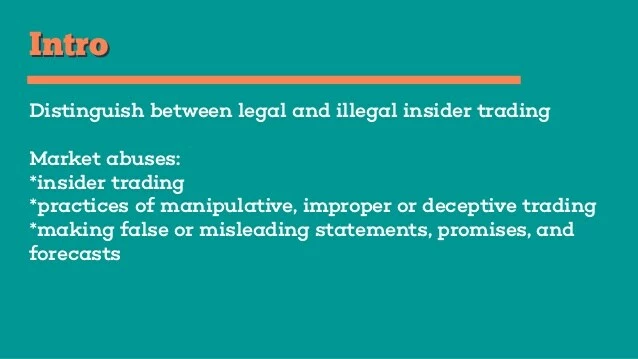 Intro
Distinguish between legal and illegal insider trading
Market abuses:
*insider trading
*practices of manipulative, improper or deceptive trading
*making false or misleading statements, promises, and
forecasts